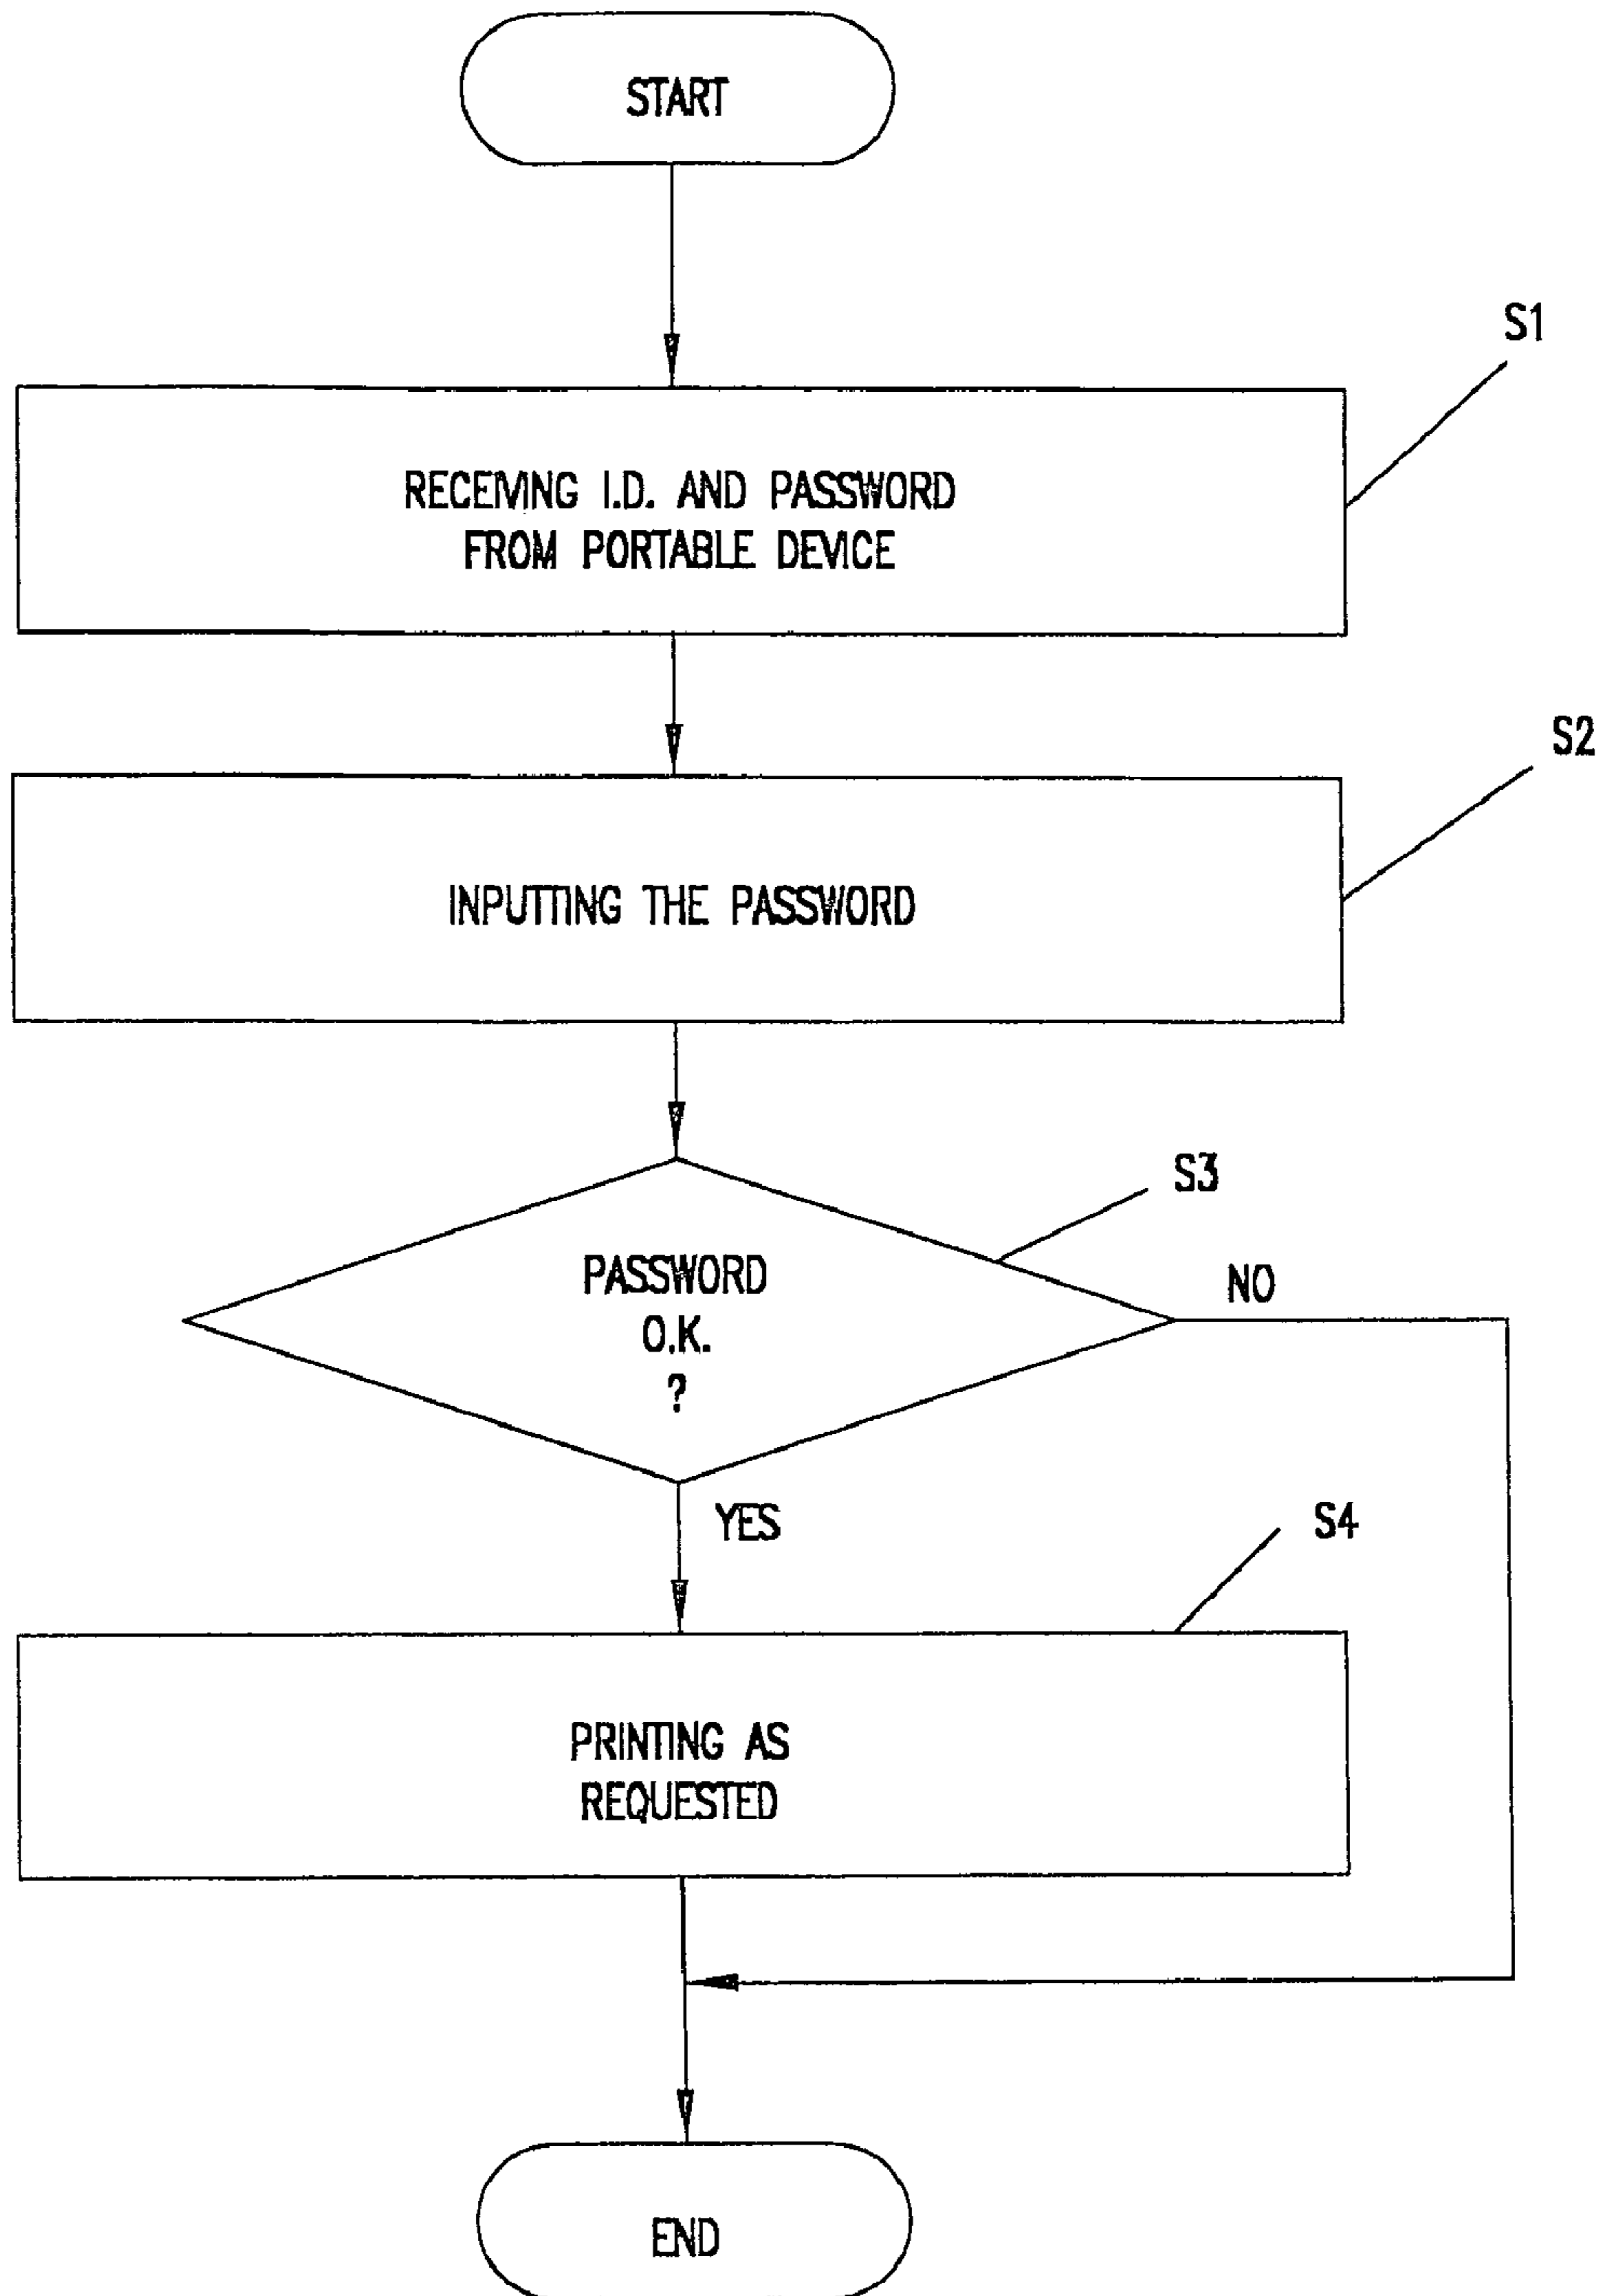 START
S1
RECEIVING I.D. AND PASSWORD
FROM PORTABLE DEVICE
S2
INPUTTING THE PASSWORD
S3
PASSWORD
O.K.
?
NO
YES
S4
PRINTING AS
REQUESTED
END